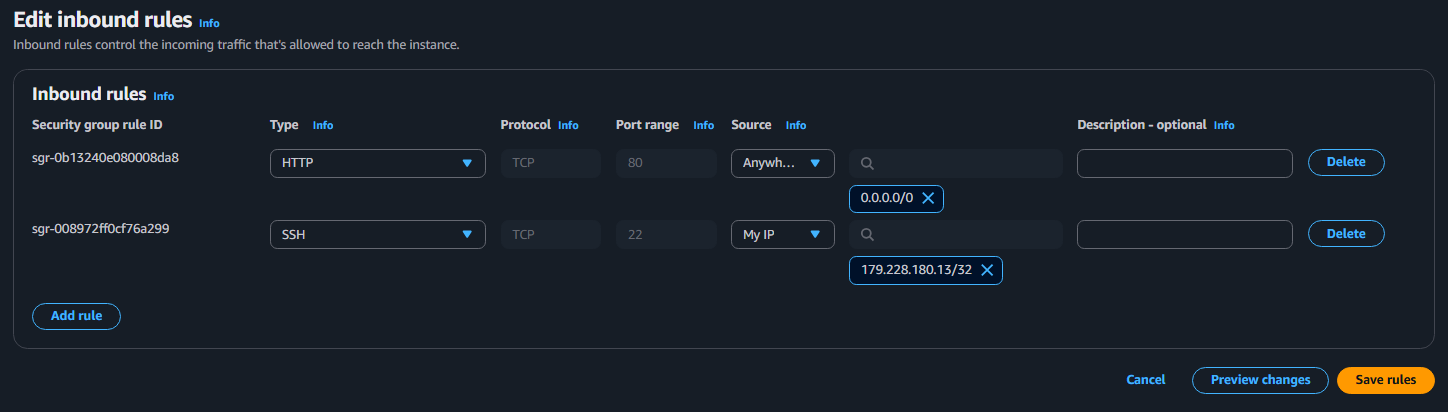 Edit inbound rules Info
Inbound rules control the incoming traffic that's allowed to reach the instance.
Inbound rules Info
Security group rule ID Type Info Protocol Info Port range Info Source Info Description - optional Info
sgr-0b13240e080008da8 HTTP TCP 80 Anywh... Delete
0.0.0.0/0
sgr-008972ff0cf76a299 SSH TCP 22 My IP Delete
179.228.180.13/32
Add rule
Cancel Preview changes Save rules